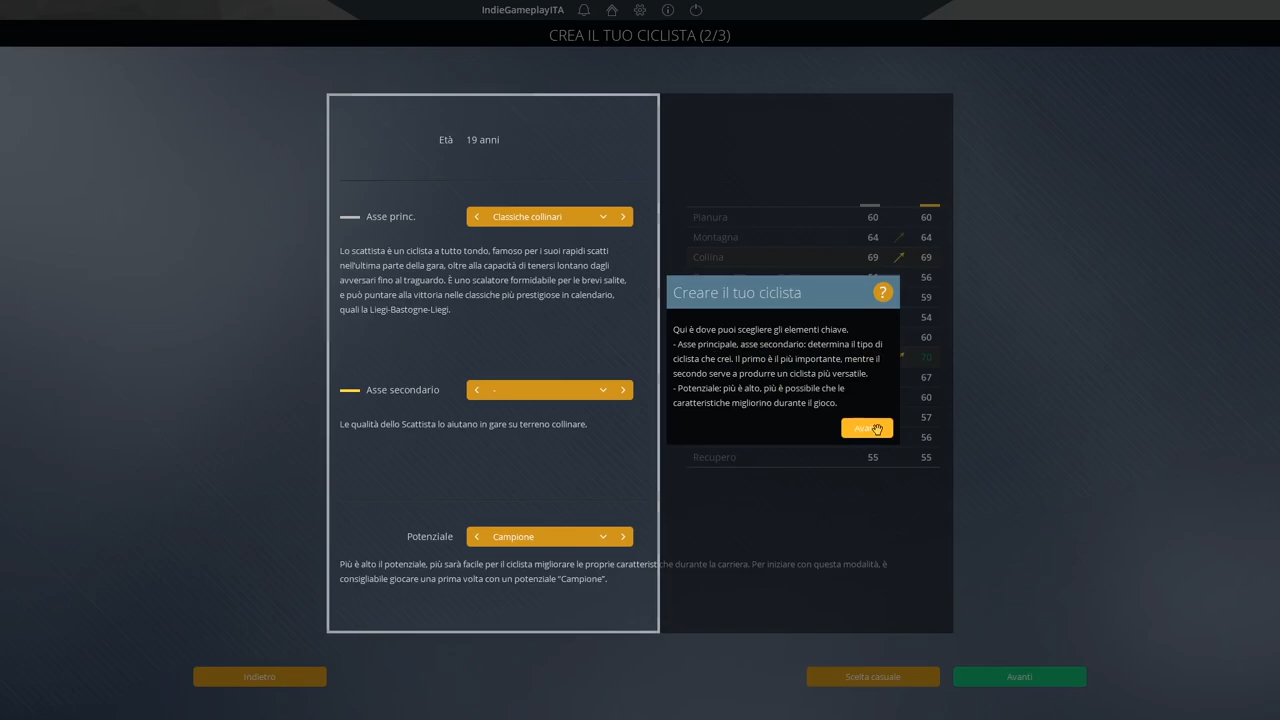 IndieGameplayITA
CREA IL TUO CICLISTA (2/3)
Età 19 anni
Asse princ. Classiche collinari
Lo scattista è un ciclista a tutto tondo, famoso per i suoi rapidi scatti
nell'ultima parte della gara, oltre alla capacità di tenersi lontano dagli
avversari fino al traguardo. È uno scalatore formidabile per le brevi salite,
e può puntare alla vittoria nelle classiche più prestigiose in calendario,
quali la Liegi-Bastogne-Liegi.
Asse secondario -
Le qualità dello Scattista lo aiutano in gare su terreno collinare.
Potenziale Campione
Più è alto il potenziale, più sarà facile per il ciclista migliorare le proprie caratteristiche durante la carriera. Per iniziare con questa modalità, è
consigliabile giocare una prima volta con un potenziale "Campione".
Pianura 60 60
Montagna 64 64
Collina 69 69
56
59
54
60
70
67
60
57
56
Recupero 55 55
Creare il tuo ciclista ?
Qui è dove puoi scegliere gli elementi chiave.
- Asse principale, asse secondario: determina il tipo di
ciclista che crei. Il primo è il più importante, mentre il
secondo serve a produrre un ciclista più versatile.
- Potenziale: più è alto, più è possibile che le
caratteristiche migliorino durante il gioco.
Indietro
Scelta casuale
Avanti